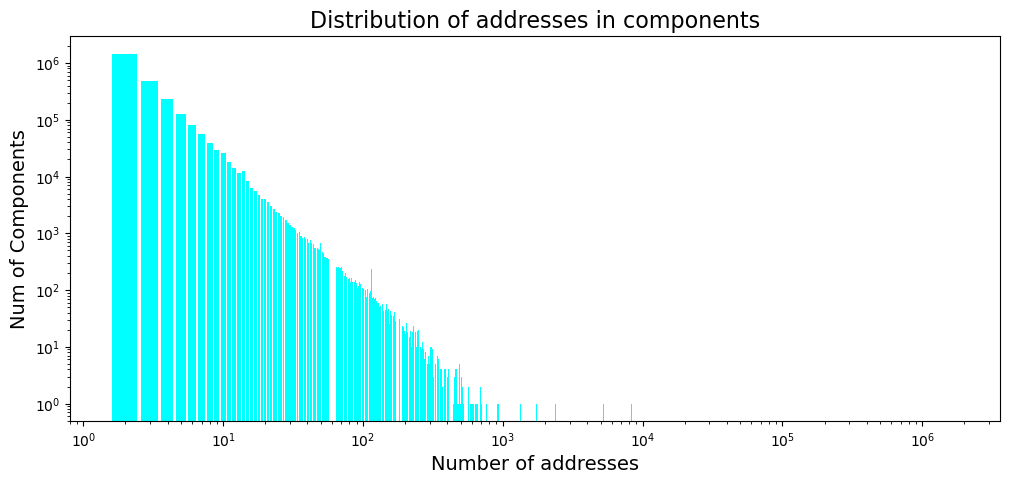 Distribution of addresses in components
Num of Components
10^6
10^5
10^4
10^3
10^2
10^1
10^0
10^0 10^1 10^2 10^3 10^4 10^5 10^6
Number of addresses